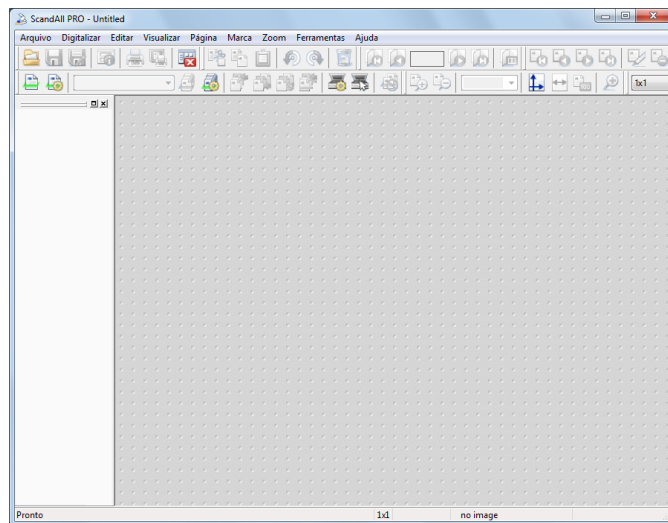 ScandAll PRO - Untitled
Arquivo Digitalizar Editar Visualizar Página Marca Zoom Ferramentas Ajuda
1x1
Pronto 1x1 no image